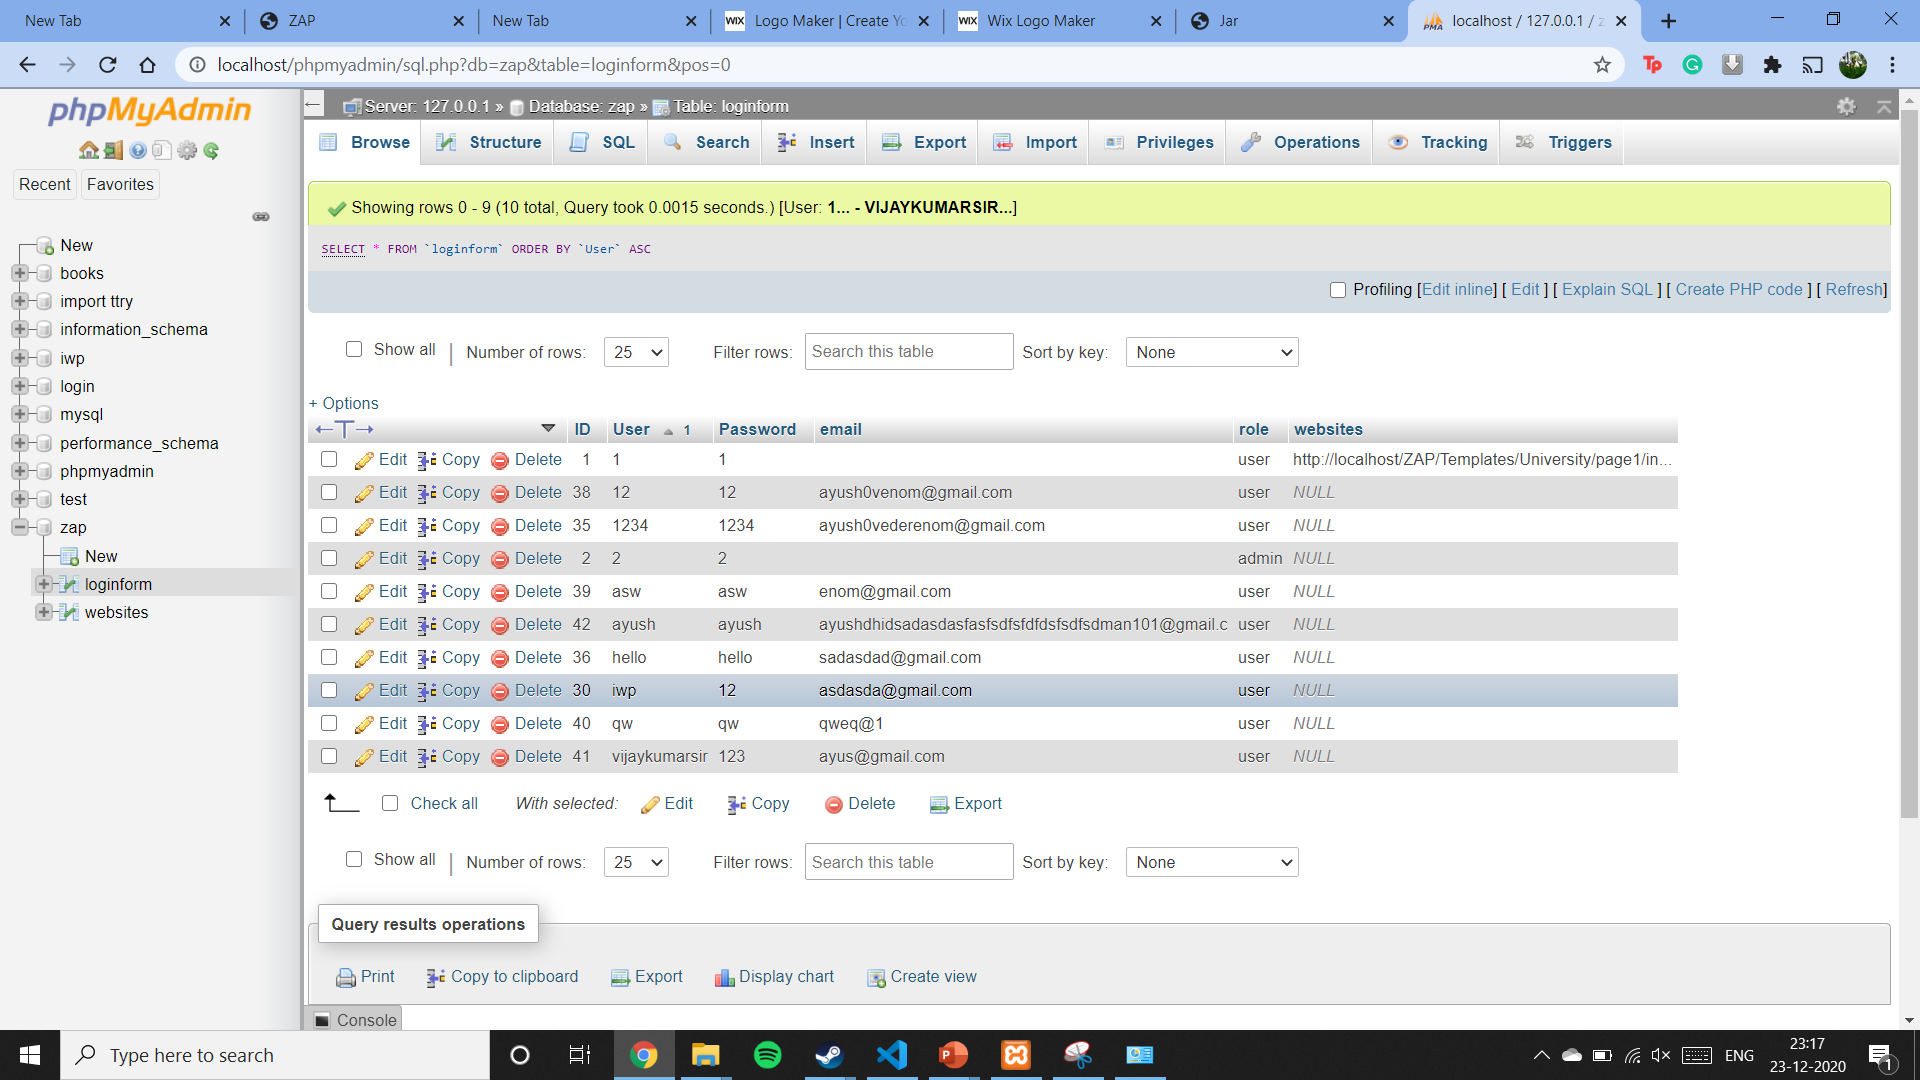 New Tab ZAP New Tab WIX Logo Maker | Create Yo WIX Wix Logo Maker Jar PMA localhost / 127.0.0.1 / z
localhost/phpmyadmin/sql.php?db=zap&table=loginform&pos=0
phpMyAdmin
Recent Favorites
New
books
import ttry
information_schema
iwp
login
mysql
performance_schema
phpmyadmin
test
zap
New
loginform
websites
Server: 127.0.0.1 » Database: zap » Table: loginform
Browse Structure SQL Search Insert Export Import Privileges Operations Tracking Triggers
Showing rows 0 - 9 (10 total, Query took 0.0015 seconds.) [User: 1... - VIJAYKUMARSIR...]
SELECT * FROM `loginform` ORDER BY `User` ASC
Profiling [Edit inline] [ Edit ] [ Explain SQL ] [ Create PHP code ] [ Refresh]
Show all | Number of rows: 25 Filter rows: Search this table Sort by key: None
+ Options
←T→ ID User 1 Password email role websites
Edit Copy Delete 1 1 1 user http://localhost/ZAP/Templates/University/page1/in...
Edit Copy Delete 38 12 12 ayush0venom@gmail.com user NULL
Edit Copy Delete 35 1234 1234 ayush0vederenom@gmail.com user NULL
Edit Copy Delete 2 2 2 admin NULL
Edit Copy Delete 39 asw asw enom@gmail.com user NULL
Edit Copy Delete 42 ayush ayush ayushdhidsadasdasfasfsdfsfdfdsfsdfsdman101@gmail.c user NULL
Edit Copy Delete 36 hello hello sadasdad@gmail.com user NULL
Edit Copy Delete 30 iwp 12 asdasda@gmail.com user NULL
Edit Copy Delete 40 qw qw qweq@1 user NULL
Edit Copy Delete 41 vijaykumarsir 123 ayus@gmail.com user NULL
Check all With selected: Edit Copy Delete Export
Show all | Number of rows: 25 Filter rows: Search this table Sort by key: None
Query results operations
Print Copy to clipboard Export Display chart Create view
Console
Type here to search
ENG
23:17
23-12-2020
1